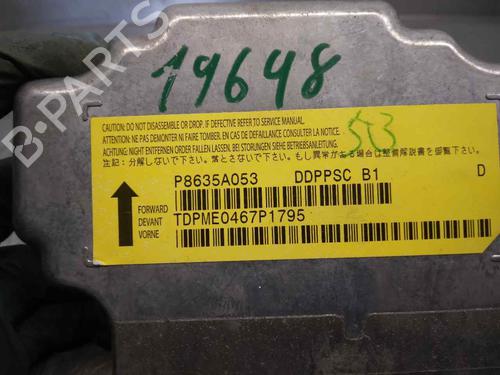 19648
B-PARTS
CAUTION: DO NOT DISASSEMBLE OR DROP. IF DEFECTIVE REFER TO SERVICE MANUAL.
ATTENTION: NE PAS DEMONTER NI FAIRE TOMBER. EN CAS DE DEFAILLANCE CONSULTER LA NOTICE.
ACHTUNG: NICHT ENTFERNEN ODER FALLEN LASSEN. BEI STORUNGEN SIEHE BETRIEBSANLEITUNG.
注記:分解しないで下さい。落とさないで下さい。もし異常がある場合は整備解説書を御覧下さい。
53
P8635A053 DDPPSC B1 D
FORWARD
DEVANT
VORNE
TDPME0467P1795